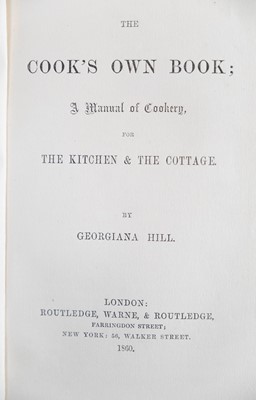 THE
COOK'S OWN BOOK;
A Manual of Cookery,
FOR
THE KITCHEN & THE COTTAGE.
BY
GEORGIANA HILL.
LONDON:
ROUTLEDGE, WARNE, & ROUTLEDGE,
FARRINGDON STREET;
NEW YORK: 56, WALKER STREET.
1860.